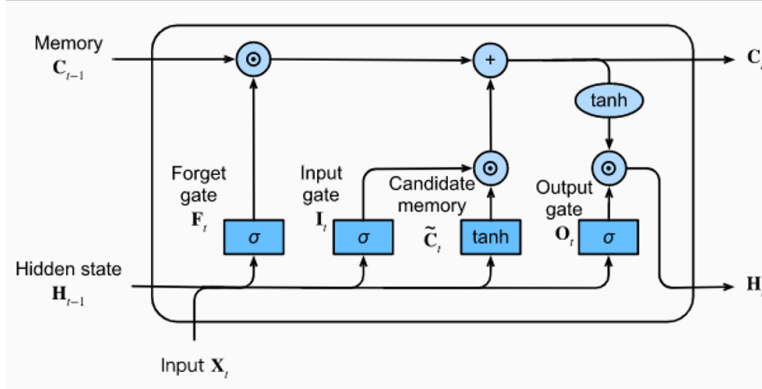 Memory
C_{t−1}
⊙
+
C_t
tanh
Forget
gate
F_t
Input
gate
I_t
⊙
Candidate
memory
C̃_t
Output
gate
O_t
⊙
σ
σ
tanh
σ
Hidden state
H_{t−1}
H
Input X_t